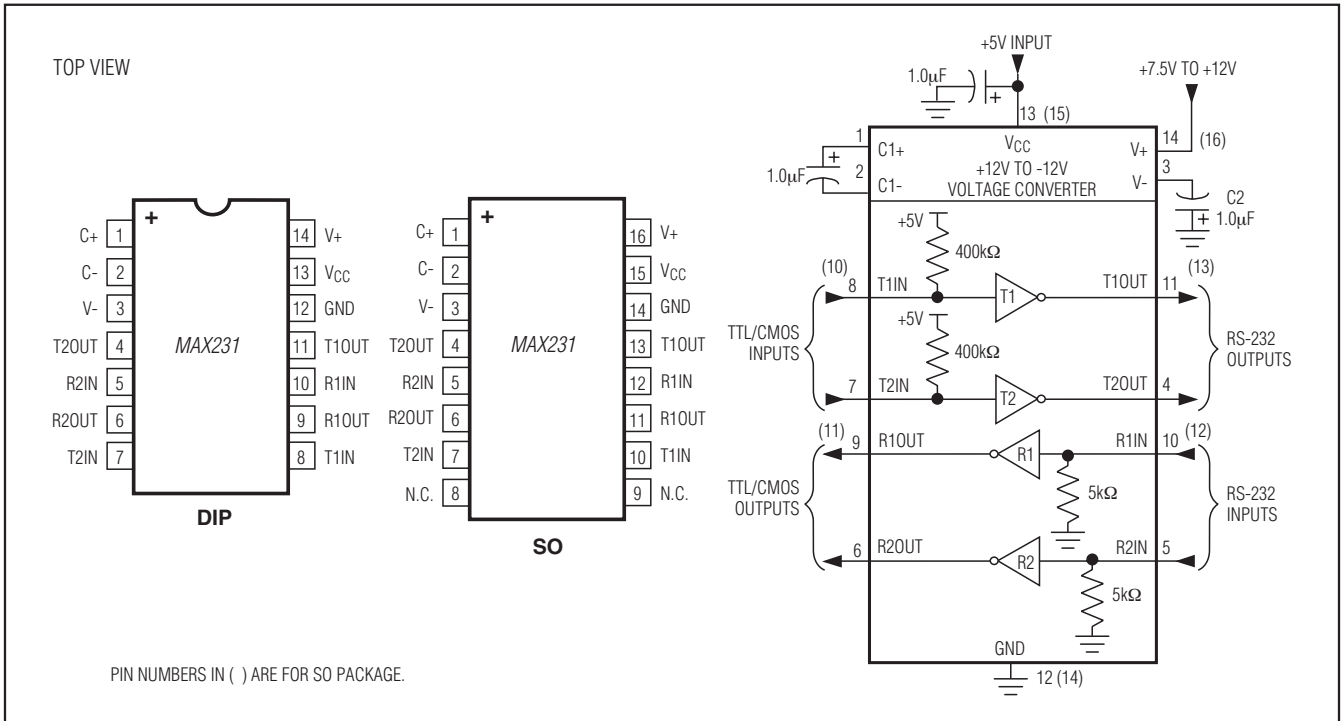 TOP VIEW
MAX231
+
C+ 1
C- 2
V- 3
T2OUT 4
R2IN 5
R2OUT 6
T2IN 7
14 V+
13 VCC
12 GND
11 T1OUT
10 R1IN
9 R1OUT
8 T1IN
DIP
MAX231
+
C+ 1
C- 2
V- 3
T2OUT 4
R2IN 5
R2OUT 6
T2IN 7
N.C. 8
16 V+
15 VCC
14 GND
13 T1OUT
12 R1IN
11 R1OUT
10 T1IN
9 N.C.
SO
PIN NUMBERS IN ( ) ARE FOR SO PACKAGE.
+5V INPUT
1.0µF
+
13 (15)
+7.5V TO +12V
1
2
1.0µF
+
C1+
C1-
VCC
+12V TO -12V
VOLTAGE CONVERTER
V+
V-
14 (16)
3
C2
+ 1.0µF
+5V
400kΩ
(10)
8 T1IN
T1
T1OUT 11
(13)
+5V
400kΩ
TTL/CMOS
INPUTS
RS-232
OUTPUTS
7 T2IN
T2
T2OUT 4
(11)
9 R1OUT
R1
R1IN 10 (12)
5kΩ
TTL/CMOS
OUTPUTS
RS-232
INPUTS
6 R2OUT
R2
R2IN 5
5kΩ
GND
12 (14)